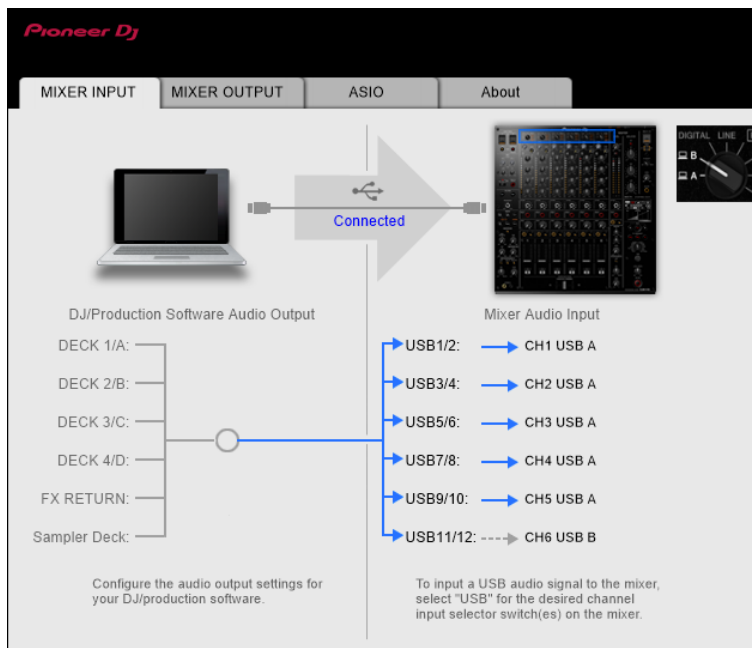 Pioneer Dj
MIXER INPUT
MIXER OUTPUT
ASIO
About
DIGITAL LINE
B
A
Connected
DJ/Production Software Audio Output
Mixer Audio Input
DECK 1/A:
DECK 2/B:
DECK 3/C:
DECK 4/D:
FX RETURN:
Sampler Deck:
USB1/2: CH1 USB A
USB3/4: CH2 USB A
USB5/6: CH3 USB A
USB7/8: CH4 USB A
USB9/10: CH5 USB A
USB11/12: CH6 USB B
Configure the audio output settings for
your DJ/production software.
To input a USB audio signal to the mixer,
select "USB" for the desired channel
input selector switch(es) on the mixer.